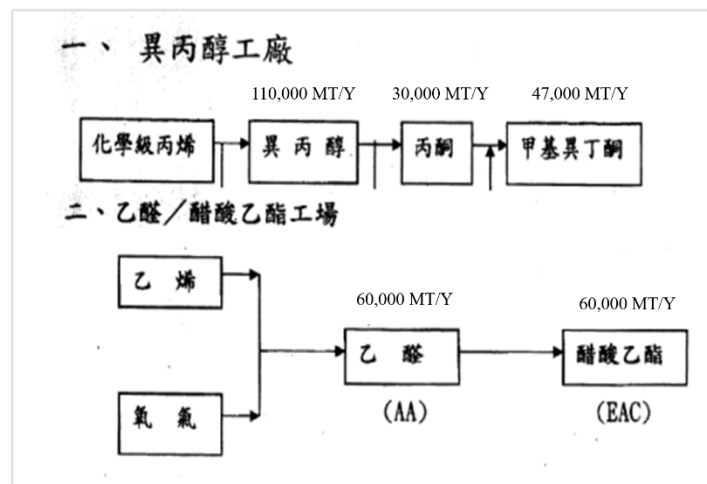 一、異丙醇工廠
110,000 MT/Y 30,000 MT/Y 47,000 MT/Y
化學級丙烯 異丙醇 丙酮 甲基異丁酮
二、乙醛／醋酸乙酯工場
乙烯
60,000 MT/Y 60,000 MT/Y
乙醛 醋酸乙酯
(AA) (EAC)
氧氣